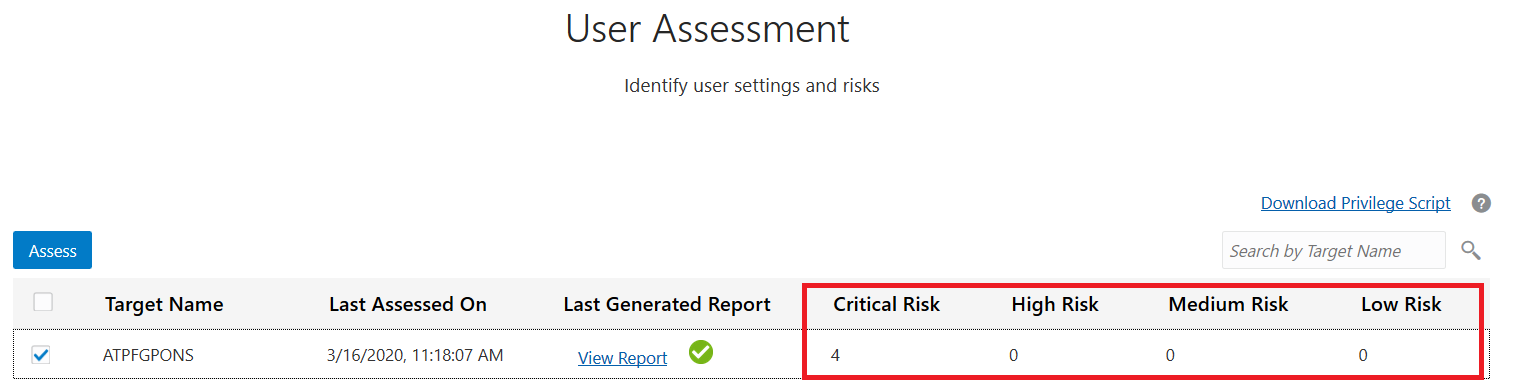 User Assessment
Identify user settings and risks
Download Privilege Script ?
Assess Search by Target Name
Target Name Last Assessed On Last Generated Report Critical Risk High Risk Medium Risk Low Risk
ATPFGPONS 3/16/2020, 11:18:07 AM View Report 4 0 0 0